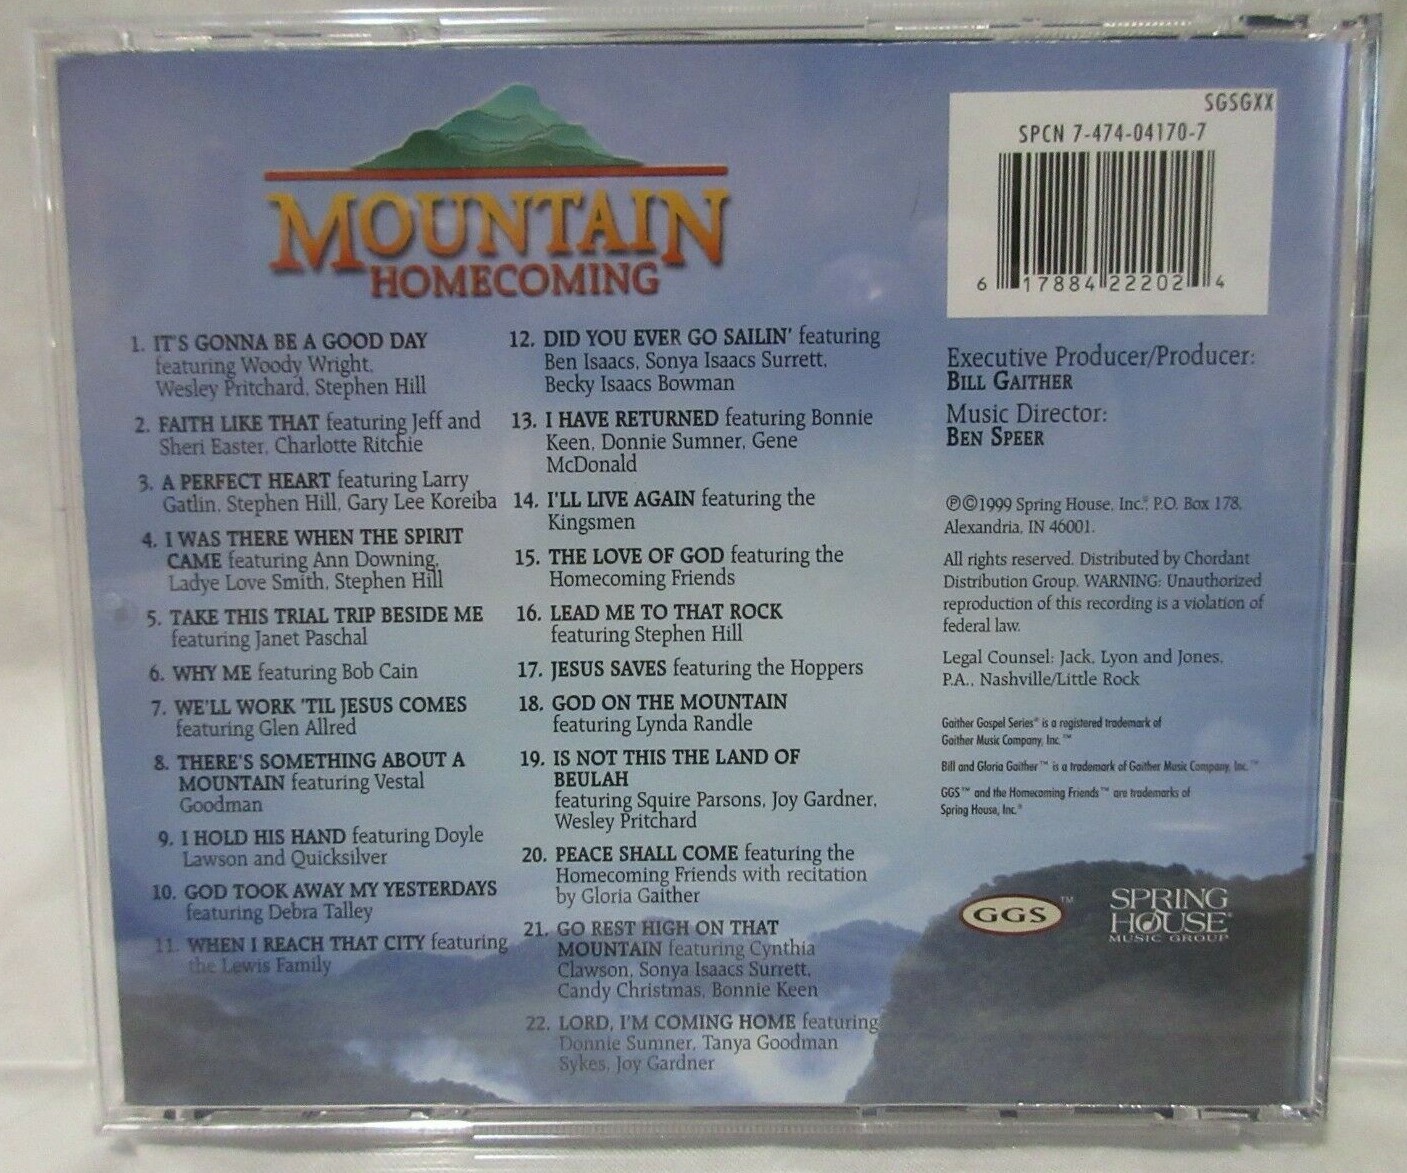 MOUNTAIN
HOMECOMING
1. IT'S GONNA BE A GOOD DAY
featuring Woody Wright,
Wesley Pritchard, Stephen Hill
2. FAITH LIKE THAT featuring Jeff and
Sheri Easter, Charlotte Ritchie
3. A PERFECT HEART featuring Larry
Gatlin, Stephen Hill, Gary Lee Koreiba
4. I WAS THERE WHEN THE SPIRIT
CAME featuring Ann Downing,
Ladye Love Smith, Stephen Hill
5. TAKE THIS TRIAL TRIP BESIDE ME
featuring Janet Paschal
6. WHY ME featuring Bob Cain
7. WE'LL WORK 'TIL JESUS COMES
featuring Glen Allred
8. THERE'S SOMETHING ABOUT A
MOUNTAIN featuring Vestal
Goodman
9. I HOLD HIS HAND featuring Doyle
Lawson and Quicksilver
10. GOD TOOK AWAY MY YESTERDAYS
featuring Debra Talley
11. WHEN I REACH THAT CITY featuring
the Lewis Family
12. DID YOU EVER GO SAILIN' featuring
Ben Isaacs, Sonya Isaacs Surrett,
Becky Isaacs Bowman
13. I HAVE RETURNED featuring Bonnie
Keen, Donnie Sumner, Gene
McDonald
14. I'LL LIVE AGAIN featuring the
Kingsmen
15. THE LOVE OF GOD featuring the
Homecoming Friends
16. LEAD ME TO THAT ROCK
featuring Stephen Hill
17. JESUS SAVES featuring the Hoppers
18. GOD ON THE MOUNTAIN
featuring Lynda Randle
19. IS NOT THIS THE LAND OF
BEULAH
featuring Squire Parsons, Joy Gardner,
Wesley Pritchard
20. PEACE SHALL COME featuring the
Homecoming Friends with recitation
by Gloria Gaither
21. GO REST HIGH ON THAT
MOUNTAIN featuring Cynthia
Clawson, Sonya Isaacs Surrett,
Candy Christmas, Bonnie Keen
22. LORD, I'M COMING HOME featuring
Donnie Sumner, Tanya Goodman
Sykes, Joy Gardner
SGSGXX
SPCN 7-474-04170-7
6 17884 22202 4
Executive Producer/Producer:
BILL GAITHER
Music Director:
BEN SPEER
℗©1999 Spring House, Inc.® P.O. Box 178,
Alexandria, IN 46001.
All rights reserved. Distributed by Chordant
Distribution Group. WARNING: Unauthorized
reproduction of this recording is a violation of
federal law.
Legal Counsel: Jack, Lyon and Jones,
P.A., Nashville/Little Rock
Gaither Gospel Series® is a registered trademark of
Gaither Music Company, Inc.™
Bill and Gloria Gaither™ is a trademark of Gaither Music Company, Inc.™
GGS™ and the Homecoming Friends™ are trademarks of
Spring House, Inc.®
GGS™
SPRING
HOUSE®
MUSIC GROUP